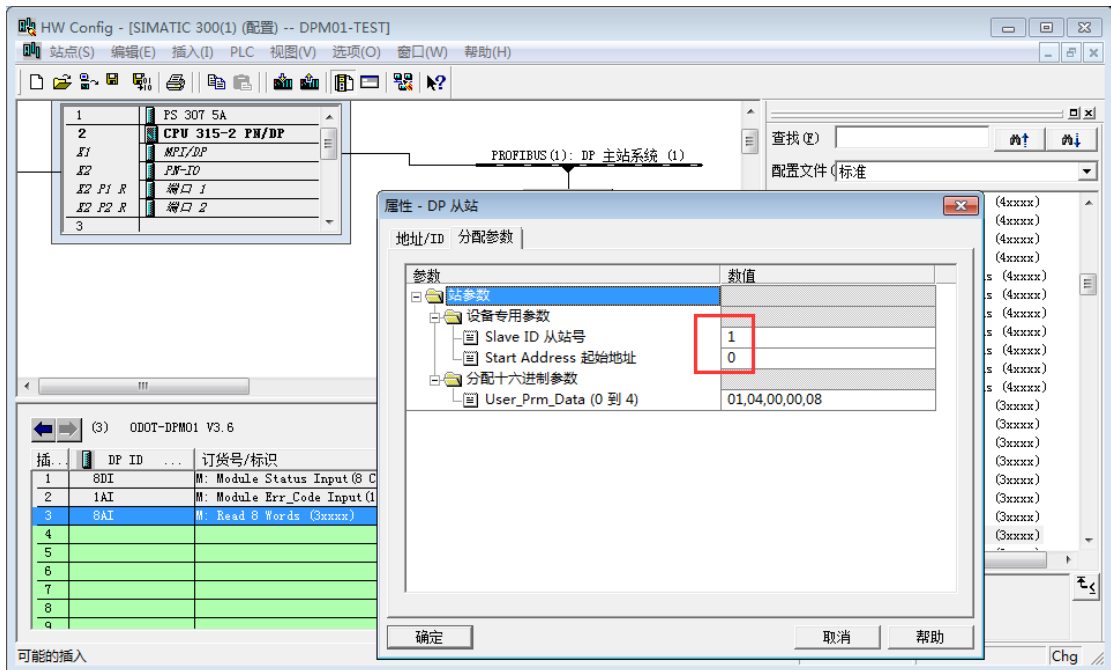 HW Config - [SIMATIC 300(1) (配置) -- DPM01-TEST]
站点(S) 编辑(E) 插入(I) PLC 视图(V) 选项(O) 窗口(W) 帮助(H)
1 PS 307 5A
2 CPU 315-2 PN/DP
X1 MPI/DP
X2 PN-IO
X2 P1 R 端口 1
X2 P2 R 端口 2
3
PROFIBUS(1): DP 主站系统 (1)
查找(F)
配置文件( 标准
(4xxxx)
(4xxxx)
(4xxxx)
(4xxxx)
s (4xxxx)
s (4xxxx)
s (4xxxx)
s (4xxxx)
s (4xxxx)
s (4xxxx)
s (4xxxx)
(3xxxx)
(3xxxx)
(3xxxx)
(3xxxx)
(3xxxx)
(3xxxx)
(3xxxx)
(3xxxx)
属性 - DP 从站
地址/ID 分配参数
参数 数值
站参数
设备专用参数
Slave ID 从站号 1
Start Address 起始地址 0
分配十六进制参数
User_Prm_Data (0 到 4) 01,04,00,00,08
确定 取消 帮助
(3) ODOT-DPM01 V3.6
插... DP ID ... 订货号/标识
1 8DI M: Module Status Input(8 C
2 1AI M: Module Err_Code Input(1
3 8AI M: Read 8 Words (3xxxx)
4
5
6
7
8
9
可能的插入 Chg